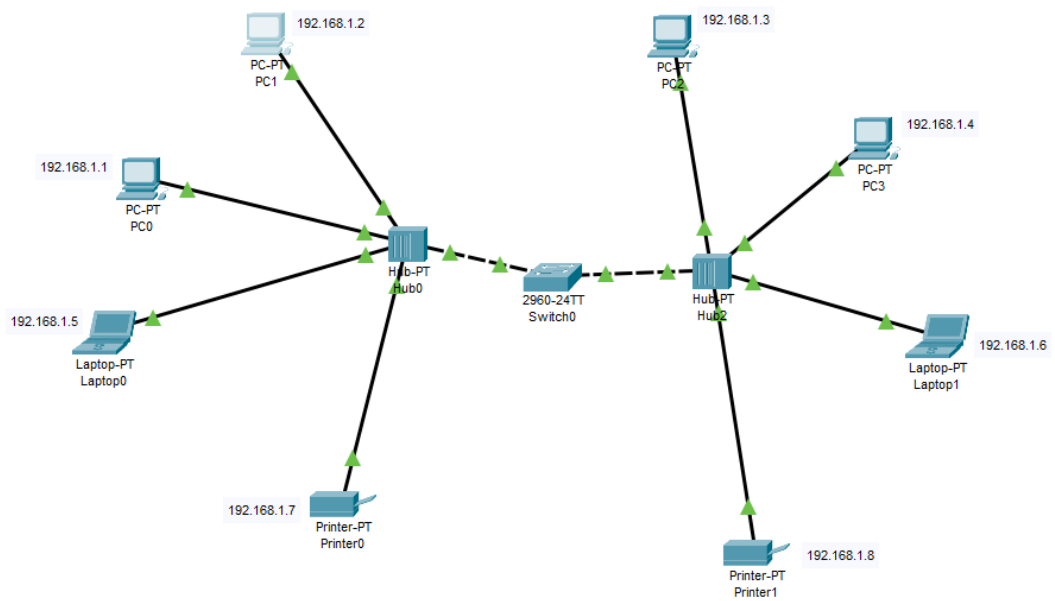 192.168.1.2
PC-PT
PC1
192.168.1.3
PC-PT
PC2
192.168.1.4
PC-PT
PC3
192.168.1.1
PC-PT
PC0
Hub-PT
Hub0
2960-24TT
Switch0
Hub-PT
Hub2
192.168.1.5
Laptop-PT
Laptop0
192.168.1.6
Laptop-PT
Laptop1
192.168.1.7
Printer-PT
Printer0
192.168.1.8
Printer-PT
Printer1